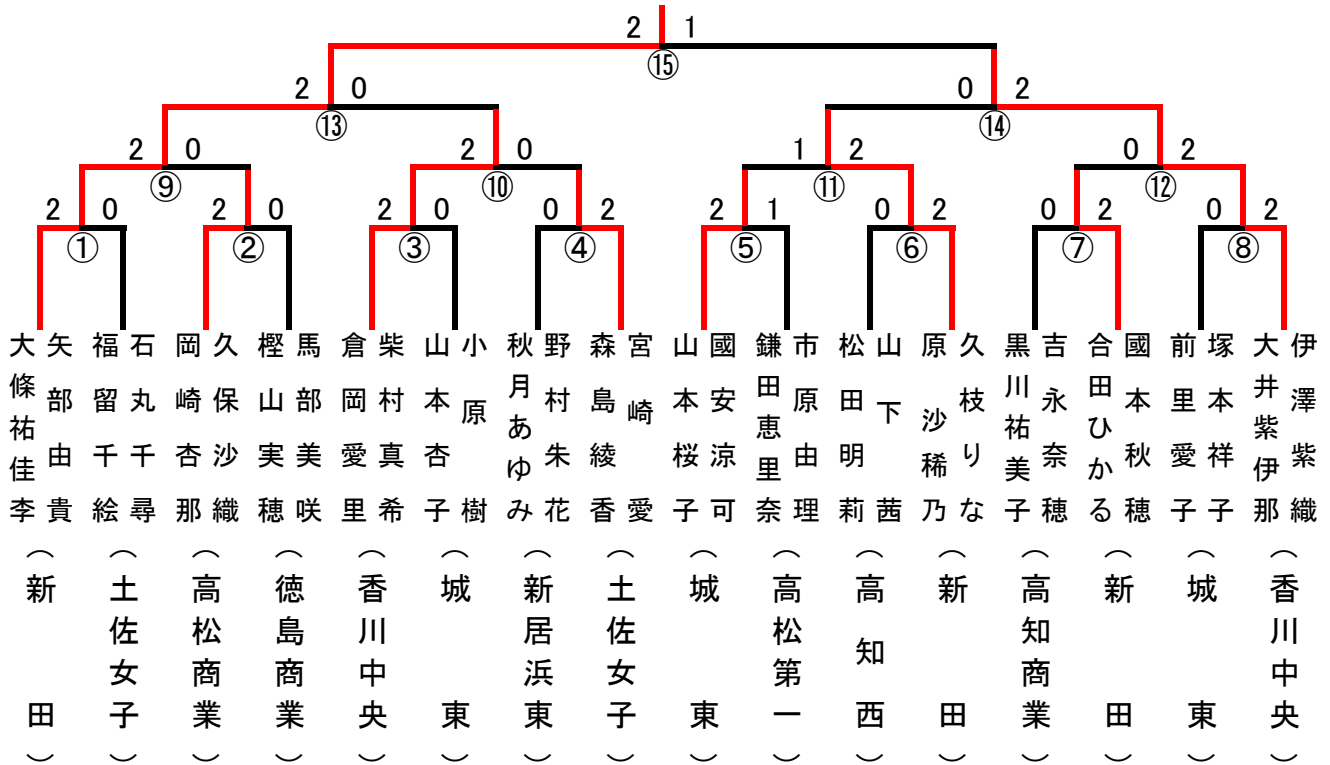 2 1
⑮
2 0 0 2
⑬ ⑭
2 0 2 0 1 2 0 2
⑨ ⑩ ⑪ ⑫
2 0 2 0 2 0 0 2 2 1 0 2 0 2 0 2
① ② ③ ④ ⑤ ⑥ ⑦ ⑧
大條祐佳李
矢部由貴
(新田)
福留千絵
石丸千尋
(土佐女子)
岡崎杏那
久保沙織
(高松商業)
樫山実穂
馬部美咲
(徳島商業)
倉岡愛里
柴村真希
(香川中央)
山本杏子
小原樹
(城東)
秋月あゆみ
野村朱花
(新居浜東)
森島綾香
宮崎愛
(土佐女子)
山本桜子
國安涼可
(城東)
鎌田恵里奈
市原由理
(高松第一)
松田明莉
山下茜
(高知西)
原沙稀乃
久枝りな
(新田)
黒川祐美子
吉永奈穂
(高知商業)
合田ひかる
國本秋穂
(新田)
前里愛子
塚本祥子
(城東)
大井紫伊那
伊澤紫織
(香川中央)